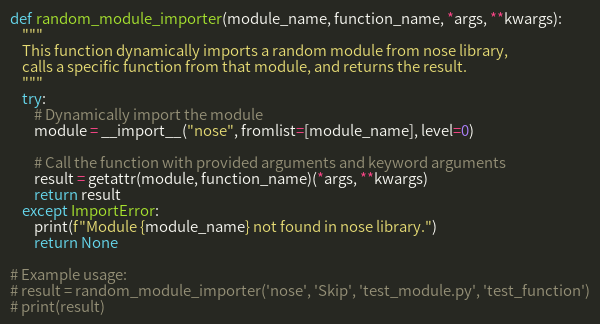 def random_module_importer(module_name, function_name, *args, **kwargs):
    """
    This function dynamically imports a random module from nose library,
    calls a specific function from that module, and returns the result.
    """
    try:
        # Dynamically import the module
        module = __import__("nose", fromlist=[module_name], level=0)

        # Call the function with provided arguments and keyword arguments
        result = getattr(module, function_name)(*args, **kwargs)
        return result
    except ImportError:
        print(f"Module {module_name} not found in nose library.")
        return None

# Example usage:
# result = random_module_importer('nose', 'Skip', 'test_module.py', 'test_function')
# print(result)